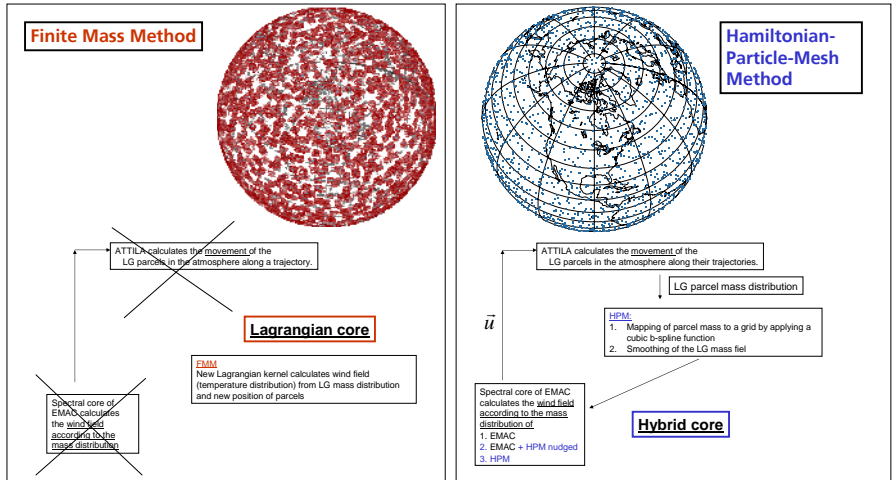 Finite Mass Method
ATTILA calculates the movement of the
LG parcels in the atmosphere along a trajectory.
Lagrangian core
FMM
New Lagrangian kernel calculates wind field
(temperature distribution) from LG mass distribution
and new position of parcels
Spectral core of
EMAC calculates
the wind field
according to the
mass distribution
Hamiltonian-
Particle-Mesh
Method
ATTILA calculates the movement of the
LG parcels in the atmosphere along their trajectories.
LG parcel mass distribution
u
HPM:
1. Mapping of parcel mass to a grid by applying a
cubic b-spline function
2. Smoothing of the LG mass fiel
Spectral core of EMAC
calculates the wind field
according to the mass
distribution of
1. EMAC
2. EMAC + HPM nudged
3. HPM
Hybrid core